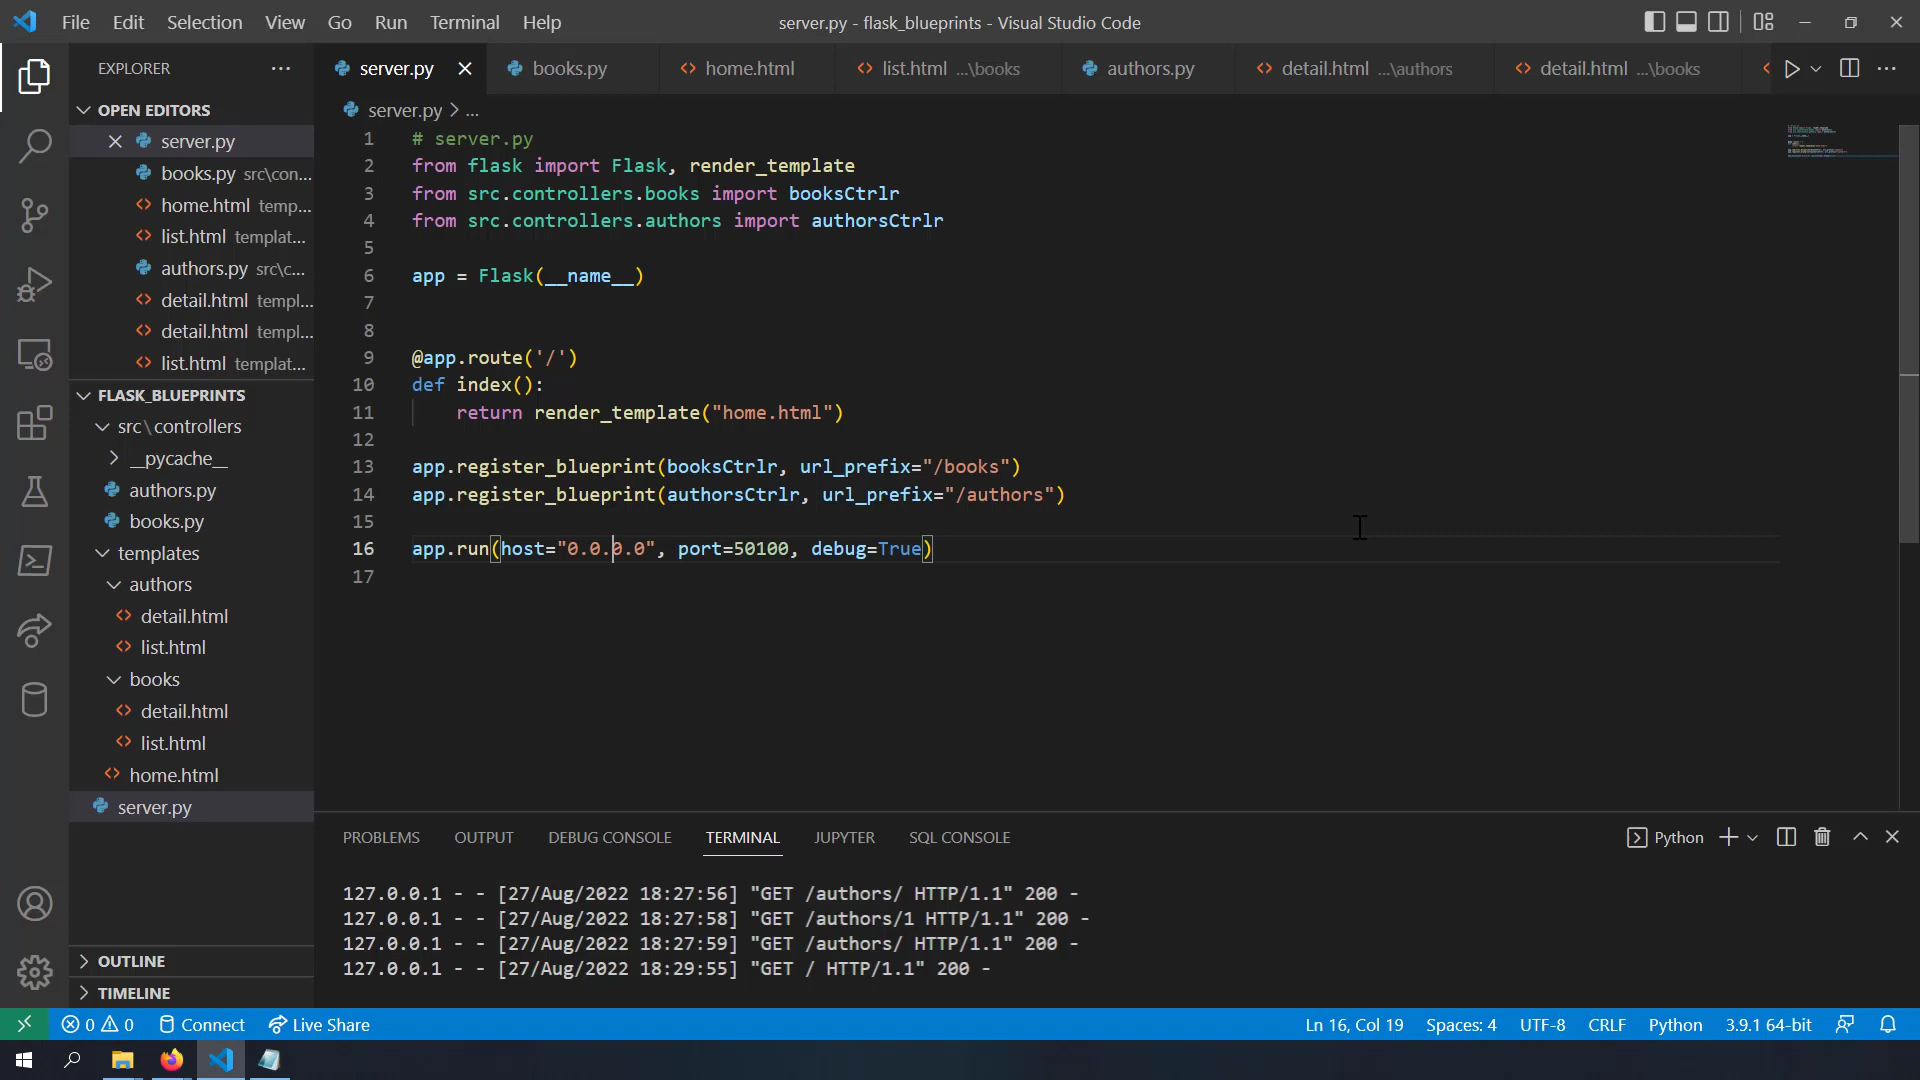 File Edit Selection View Go Run Terminal Help
server.py - flask_blueprints - Visual Studio Code
EXPLORER
OPEN EDITORS
server.py
books.py src\con...
home.html temp...
list.html templat...
authors.py src\c...
detail.html templ...
detail.html templ...
list.html templat...
FLASK_BLUEPRINTS
src\controllers
__pycache__
authors.py
books.py
templates
authors
detail.html
list.html
books
detail.html
list.html
home.html
server.py
OUTLINE
TIMELINE
server.py books.py home.html list.html ...\books authors.py detail.html ...\authors detail.html ...\books
server.py > ...
1 # server.py
2 from flask import Flask, render_template
3 from src.controllers.books import booksCtrlr
4 from src.controllers.authors import authorsCtrlr
5
6 app = Flask(__name__)
7
8
9 @app.route('/')
10 def index():
11 return render_template("home.html")
12
13 app.register_blueprint(booksCtrlr, url_prefix="/books")
14 app.register_blueprint(authorsCtrlr, url_prefix="/authors")
15
16 app.run(host="0.0.0.0", port=50100, debug=True)
17
PROBLEMS OUTPUT DEBUG CONSOLE TERMINAL JUPYTER SQL CONSOLE
Python
127.0.0.1 - - [27/Aug/2022 18:27:56] "GET /authors/ HTTP/1.1" 200 -
127.0.0.1 - - [27/Aug/2022 18:27:58] "GET /authors/1 HTTP/1.1" 200 -
127.0.0.1 - - [27/Aug/2022 18:27:59] "GET /authors/ HTTP/1.1" 200 -
127.0.0.1 - - [27/Aug/2022 18:29:55] "GET / HTTP/1.1" 200 -
0 0 Connect Live Share
Ln 16, Col 19 Spaces: 4 UTF-8 CRLF Python 3.9.1 64-bit